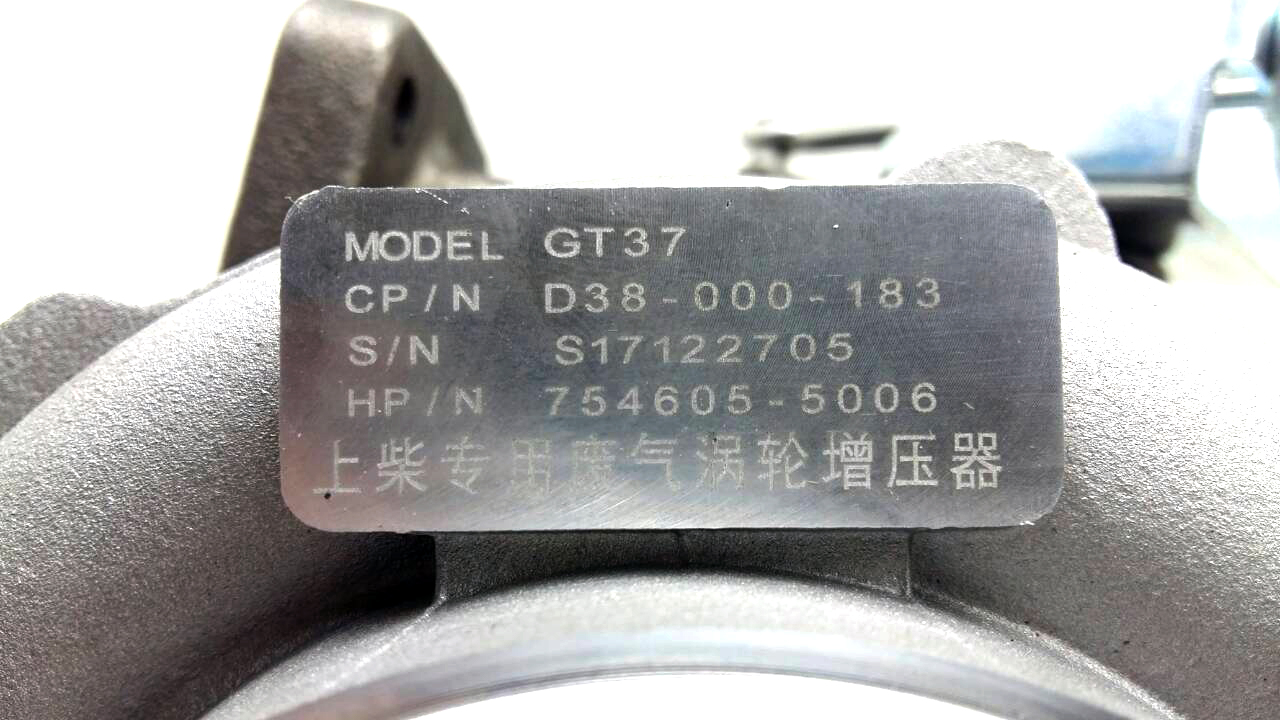 MODEL GT37
CP/N D38-000-183
S/N S17122705
HP/N 754605-5006
上柴专用废气涡轮增压器